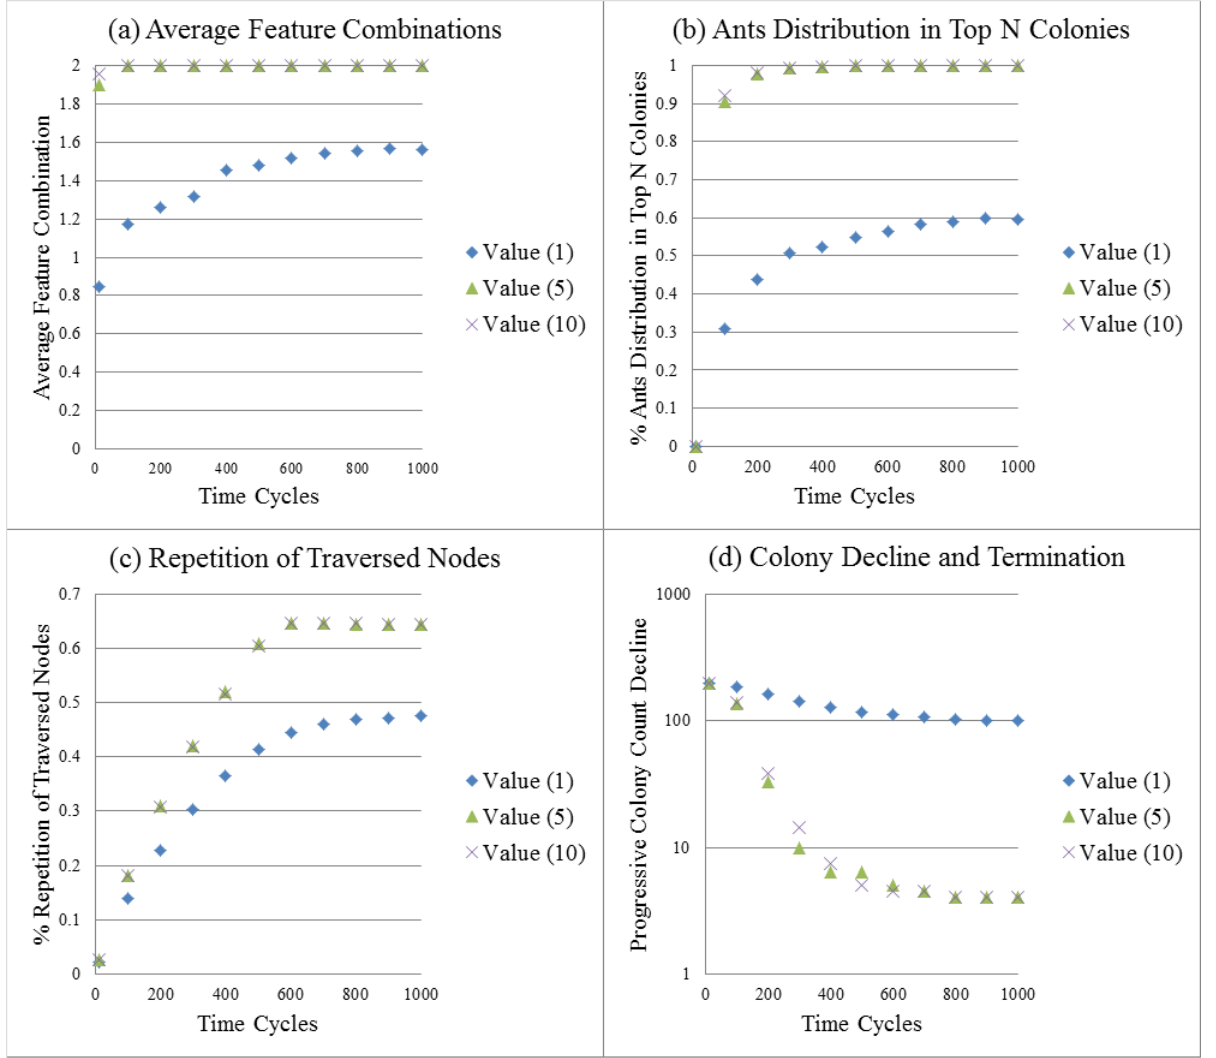 (a) Average Feature Combinations
2
1.8
1.6
1.4
1.2
1
0.8
0.6
0.4
0.2
0
0 200 400 600 800 1000
Average Feature Combination
Time Cycles
Value (1)
Value (5)
Value (10)
(b) Ants Distribution in Top N Colonies
1
0.9
0.8
0.7
0.6
0.5
0.4
0.3
0.2
0.1
0
0 200 400 600 800 1000
% Ants Distribution in Top N Colonies
Time Cycles
Value (1)
Value (5)
Value (10)
(c) Repetition of Traversed Nodes
0.7
0.6
0.5
0.4
0.3
0.2
0.1
0
0 200 400 600 800 1000
% Repetition of Traversed Nodes
Time Cycles
Value (1)
Value (5)
Value (10)
(d) Colony Decline and Termination
1000
100
10
1
0 200 400 600 800 1000
Progressive Colony Count Decline
Time Cycles
Value (1)
Value (5)
Value (10)